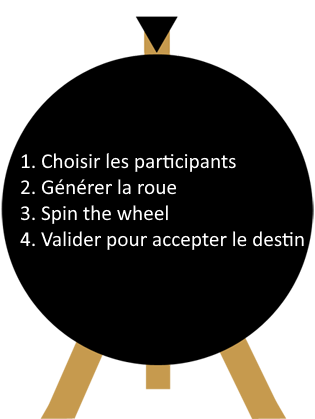 1. Choisir les participants
2. Générer la roue
3. Spin the wheel
4. Valider pour accepter le destin